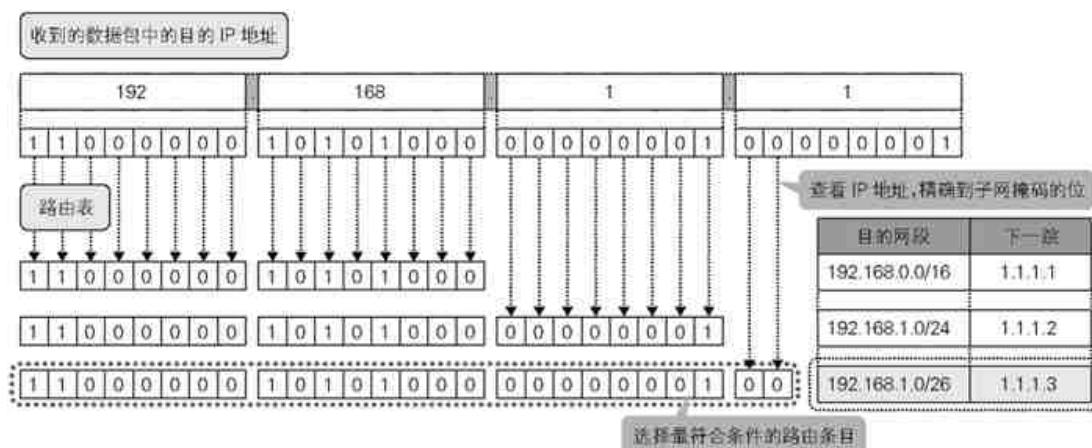 收到的数据包中的目的 IP 地址
192 . 168 . 1 . 1
1 1 0 0 0 0 0 0 1 0 1 0 1 0 0 0 0 0 0 0 0 0 0 1 0 0 0 0 0 0 0 1
查看 IP 地址,精确到子网掩码的位
路由表
目的网段 下一跳
1 1 0 0 0 0 0 0 1 0 1 0 1 0 0 0
192.168.0.0/16 1.1.1.1
1 1 0 0 0 0 0 0 1 0 1 0 1 0 0 0 0 0 0 0 0 0 0 1
192.168.1.0/24 1.1.1.2
1 1 0 0 0 0 0 0 1 0 1 0 1 0 0 0 0 0 0 0 0 0 0 1 0 0
192.168.1.0/26 1.1.1.3
选择最符合条件的路由条目